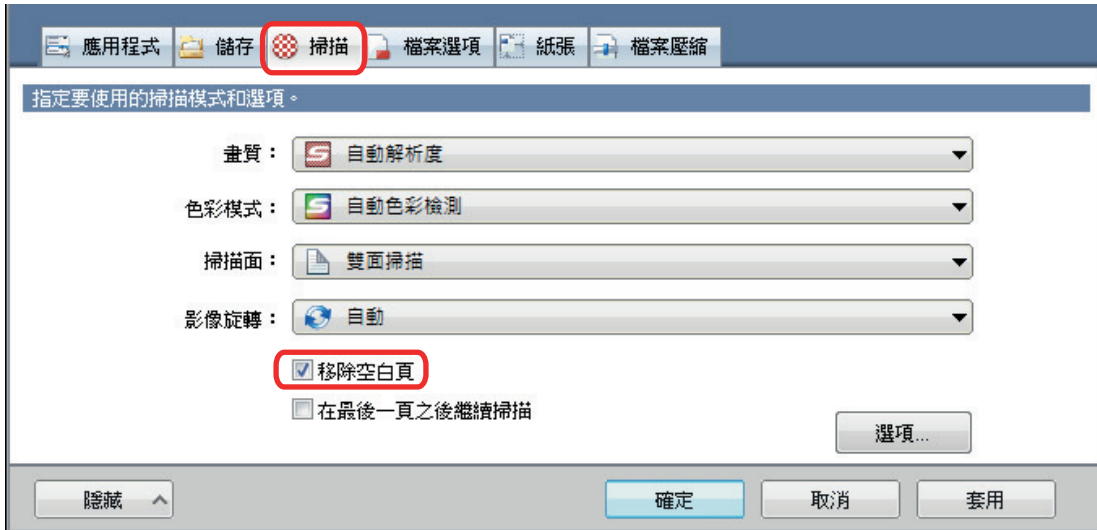 應用程式 儲存 掃描 檔案選項 紙張 檔案壓縮
指定要使用的掃描模式和選項。
畫質： 自動解析度
色彩模式： 自動色彩檢測
掃描面： 雙面掃描
影像旋轉： 自動
移除空白頁
在最後一頁之後繼續掃描
選項...
隱藏 確定 取消 套用